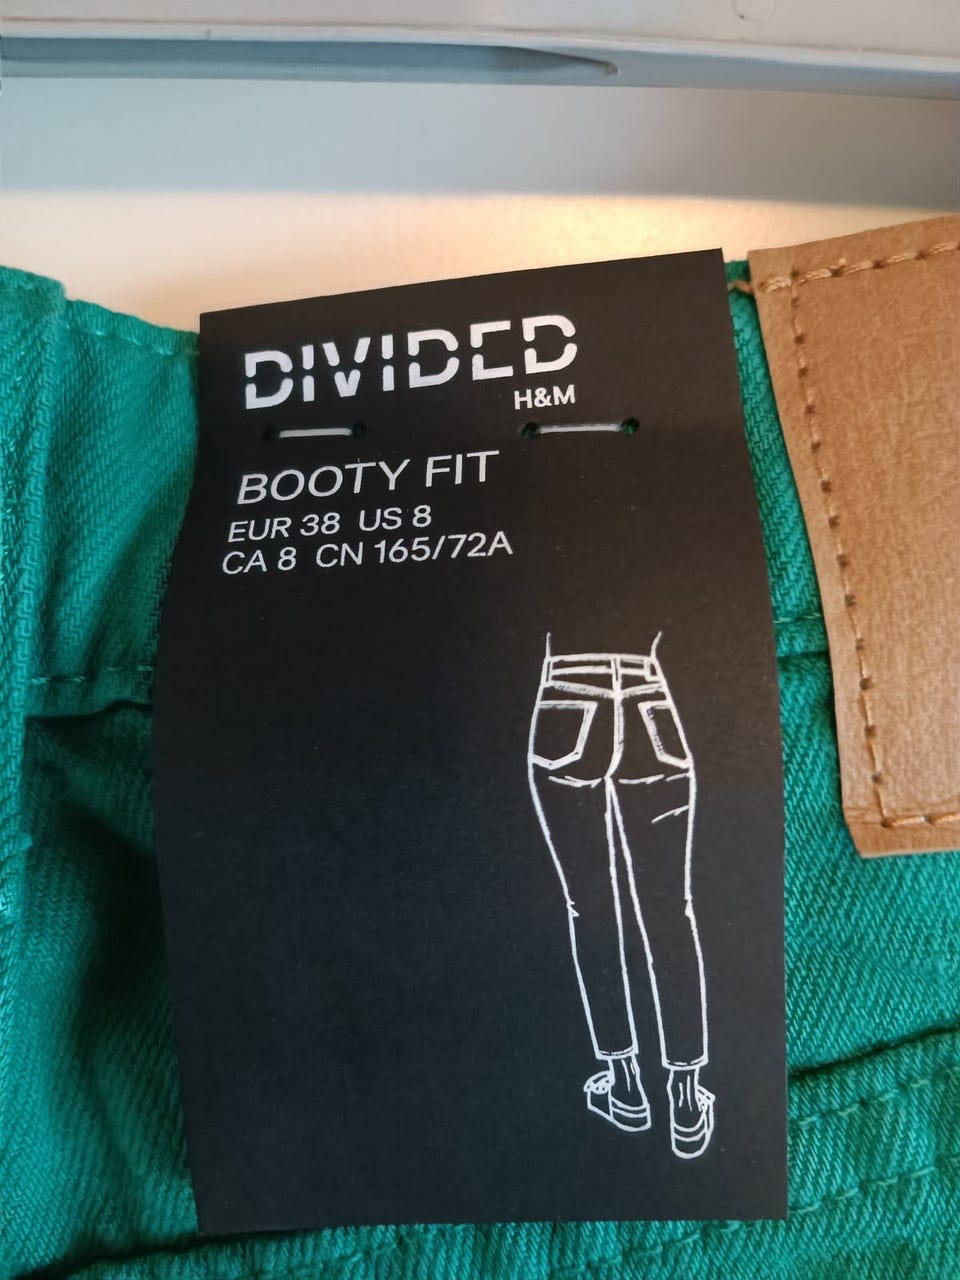 DIVIDED
H&M
BOOTY FIT
EUR 38 US 8
CA 8 CN 165/72A